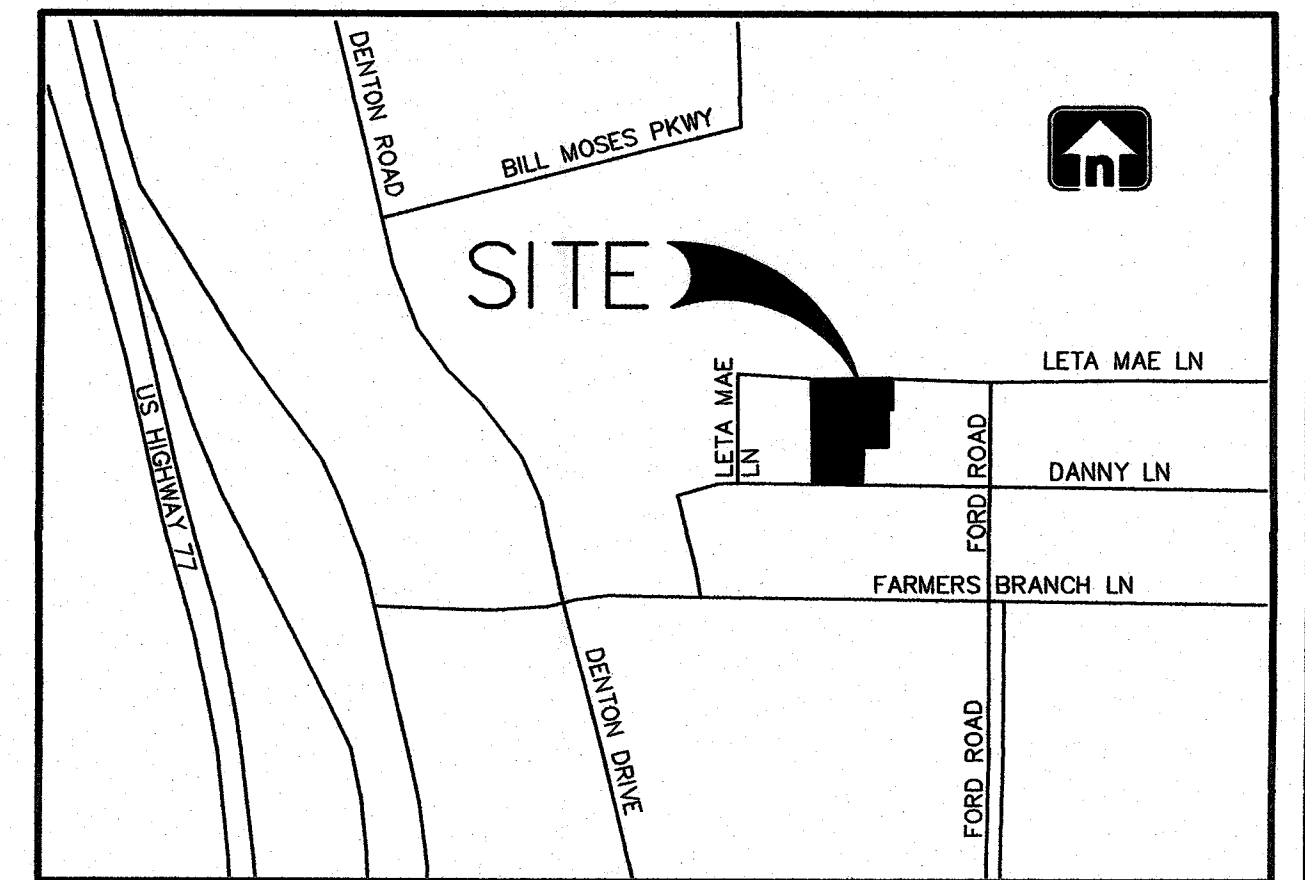 DENTON ROAD
BILL MOSES PKWY
n
SITE
LETA MAE LN
LETA MAE
LN
US HIGHWAY 77
FORD ROAD
DANNY LN
FARMERS BRANCH LN
DENTON DRIVE
FORD ROAD